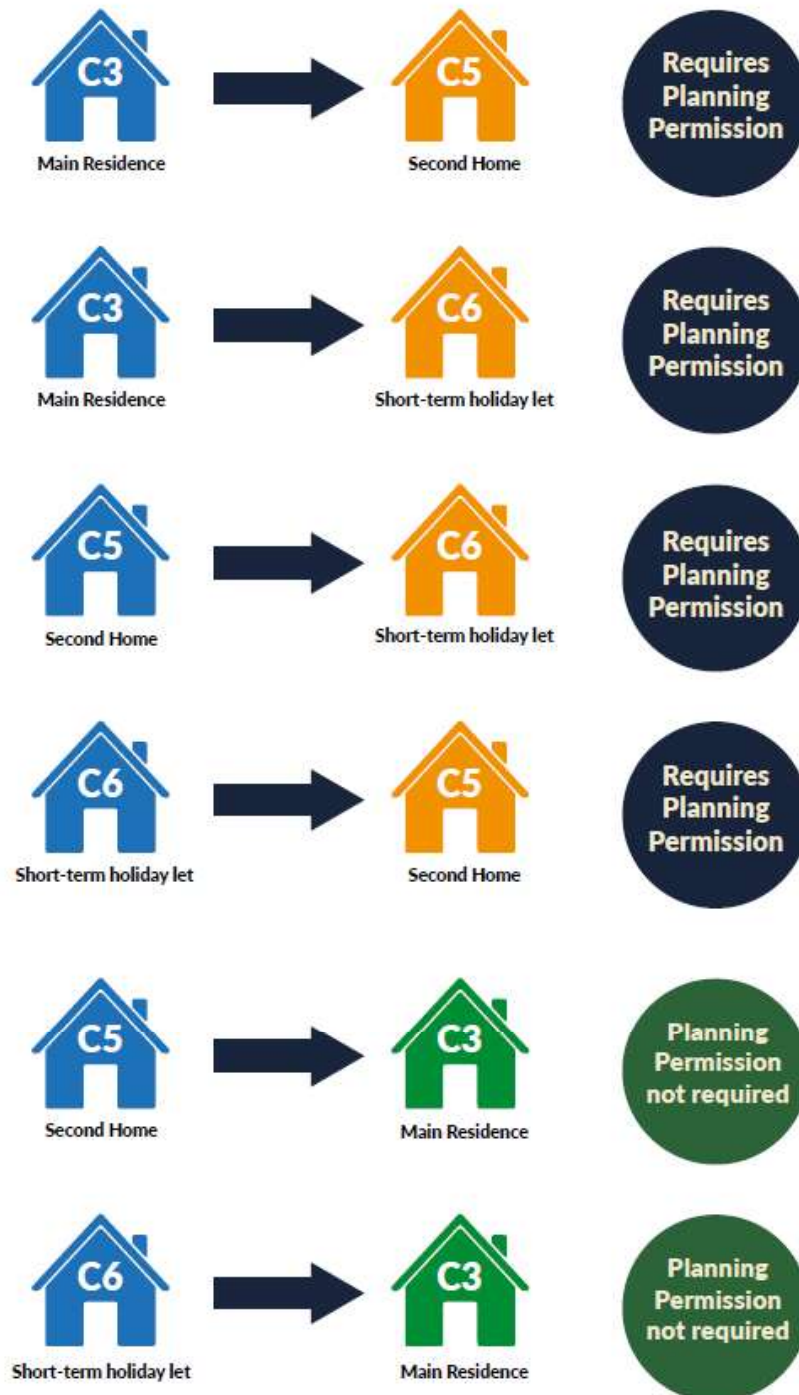 C3
C5
Requires
Planning
Permission
Main Residence
Second Home
C3
C6
Requires
Planning
Permission
Main Residence
Short-term holiday let
C5
C6
Requires
Planning
Permission
Second Home
Short-term holiday let
C6
C5
Requires
Planning
Permission
Short-term holiday let
Second Home
C5
C3
Planning
Permission
not required
Second Home
Main Residence
C6
C3
Planning
Permission
not required
Short-term holiday let
Main Residence